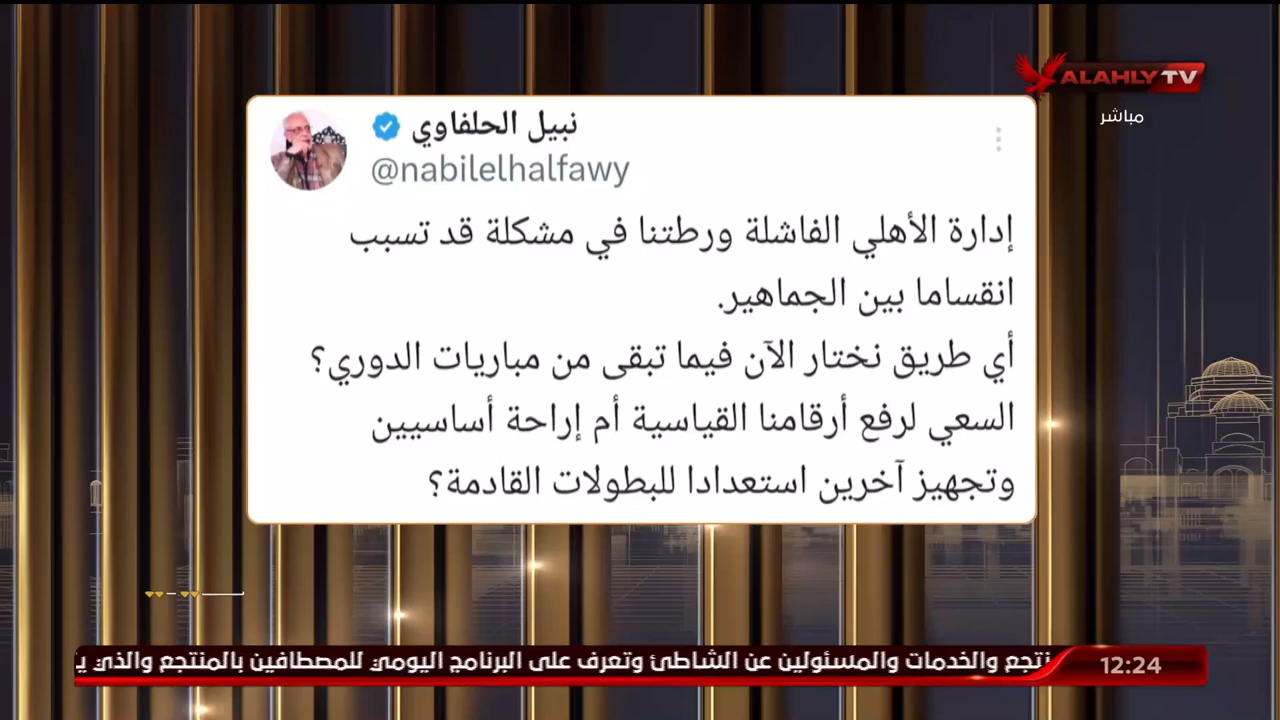 ALAHLY TV
مباشر
نبيل الحلفاوي
@nabilelhalfawy
إدارة الأهلي الفاشلة ورطتنا في مشكلة قد تسبب
انقساما بين الجماهير.
أي طريق نختار الآن فيما تبقى من مباريات الدوري؟
السعي لرفع أرقامنا القياسية أم إراحة أساسيين
وتجهيز آخرين استعدادا للبطولات القادمة؟
نتجع والخدمات والمسئولين عن الشاطئ وتعرف على البرنامج اليومي للمصطافين بالمنتجع والذي ي
12:24